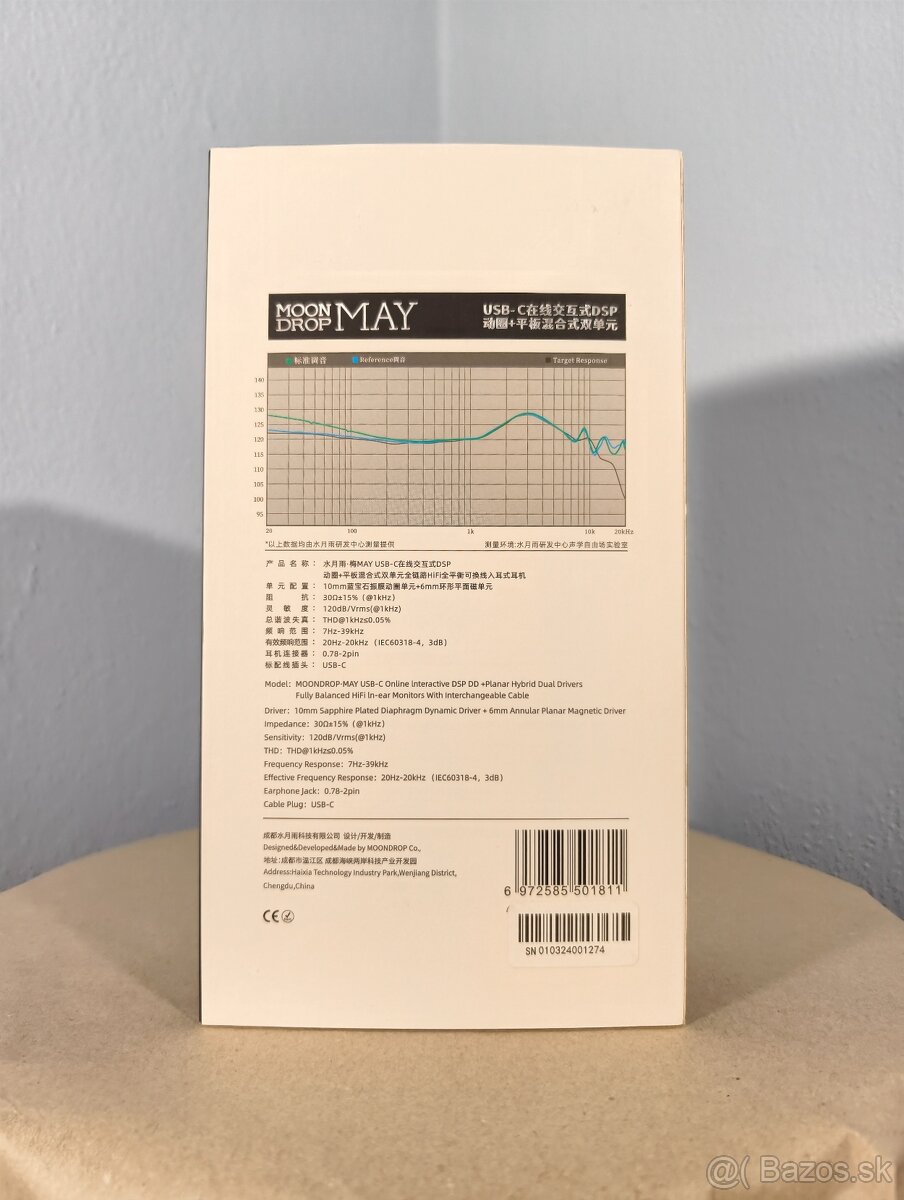 MOON DROP MAY
USB-C在线交互式DSP
动圈+平板混合式双单元
标准调音 Reference调音 Target Response
140
135
130
125
120
115
110
105
100
95
20 100 1k 10k 20kHz
*以上数据均由水月雨研发中心测量提供 测量环境:水月雨研发中心声学自由场实验室
产品名称： 水月雨·梅MAY USB-C在线交互式DSP
动圈+平板混合式双单元全链路HiFi全平衡可换线入耳式耳机
单元配置： 10mm蓝宝石振膜动圈单元+6mm环形平面磁单元
阻抗： 30Ω±15%（@1kHz）
灵敏度： 120dB/Vrms(@1kHz)
总谐波失真： THD@1kHz≤0.05%
频响范围： 7Hz-39kHz
有效频响范围： 20Hz-20kHz（IEC60318-4，3dB）
耳机连接器： 0.78-2pin
标配线插头： USB-C
Model： MOONDROP·MAY USB-C Online lnteractive DSP DD +Planar Hybrid Dual Drivers
Fully Balanced HiFi ln-ear Monitors With Interchangeable Cable
Driver： 10mm Sapphire Plated Diaphragm Dynamic Driver + 6mm Annular Planar Magnetic Driver
Impedance： 30Ω±15%（@1kHz）
Sensitivity： 120dB/Vrms(@1kHz)
THD： THD@1kHz≤0.05%
Frequency Response： 7Hz-39kHz
Effective Frequency Response： 20Hz-20kHz（IEC60318-4，3dB）
Earphone Jack： 0.78-2pin
Cable Plug： USB-C
成都水月雨科技有限公司 设计/开发/制造
Designed&Developed&Made by MOONDROP Co.,
地址: 成都市温江区 成都海峡两岸科技产业开发园
Address:Haixia Technology Industry Park,Wenjiang District,
Chengdu,China
CE
6 972585 501811
SN 010324001274
@( Bazos.sk